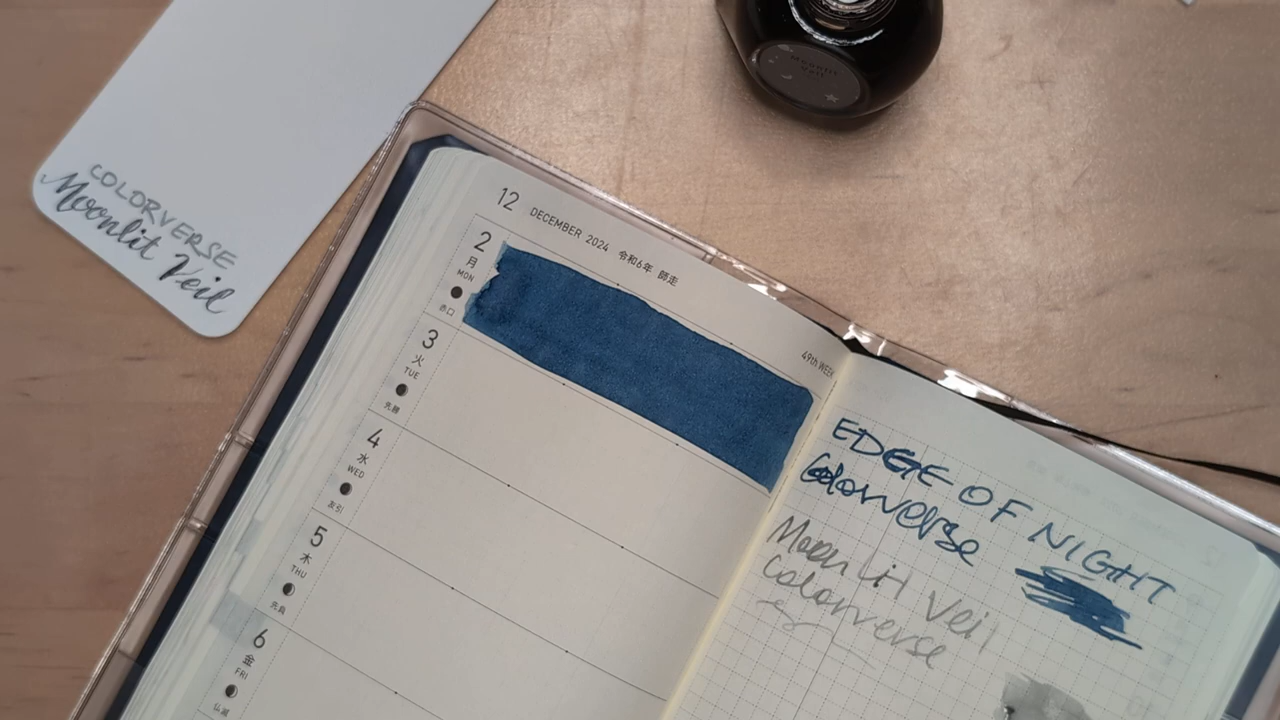 COLORVERSE
Moonlit Veil
Moonlit
Veil
12 DECEMBER 2024 令和6年 師走
49th WEEK
2
月
MON
赤口
3
火
TUE
先勝
4
水
WED
友引
5
木
THU
先負
6
金
FRI
仏滅
EDGE OF NIGHT
Colorverse
Moonlit Veil
Colorverse